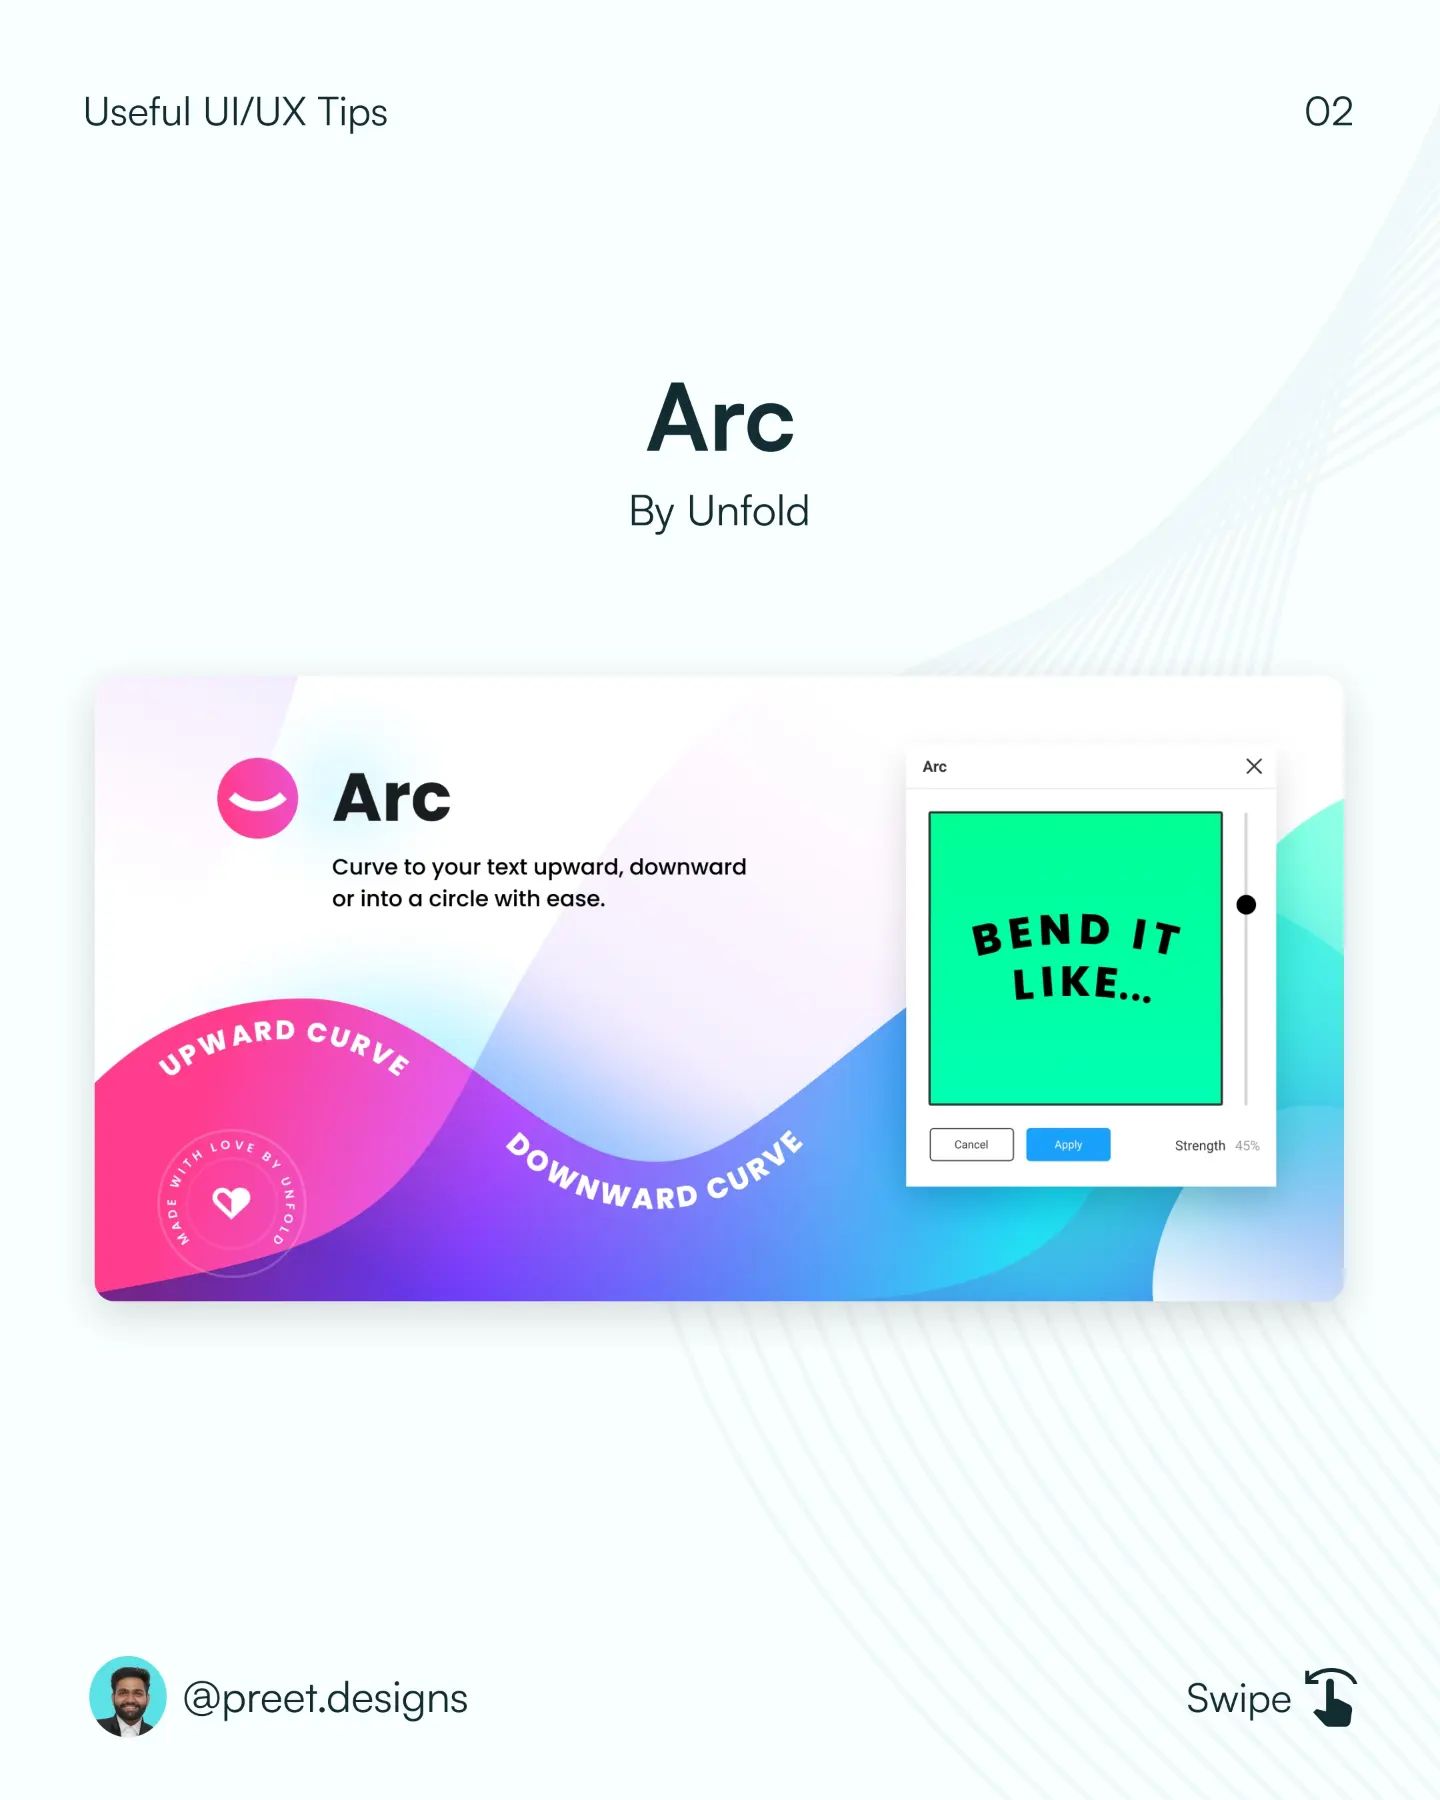 Useful UI/UX Tips
02
Arc
By Unfold
Arc
Curve to your text upward, downward
or into a circle with ease.
UPWARD CURVE
MADE WITH LOVE BY UNFOLD
DOWNWARD CURVE
Arc
BEND IT
LIKE...
Cancel
Apply
Strength 45%
@preet.designs
Swipe